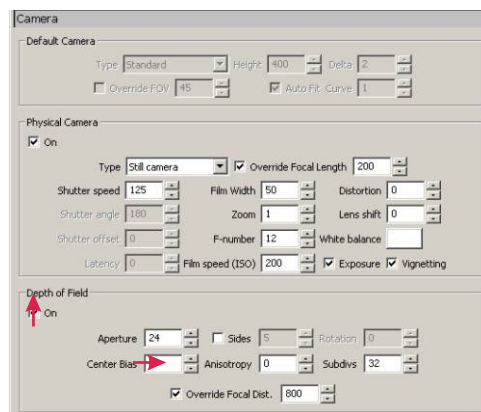 Camera
Default Camera
Type Standard Height 400 Delta 2
Override FOV 45 Auto Fit Curve 1
Physical Camera
On
Type Still camera Override Focal Length 200
Shutter speed 125 Film Width 50 Distortion 0
Shutter angle 180 Zoom 1 Lens shift 0
Shutter offset 0 F-number 12 White balance
Latency 0 Film speed (ISO) 200 Exposure Vignetting
Depth of Field
On
Aperture 24 Sides 5 Rotation 0
Center Bias Anisotropy 0 Subdivs 32
Override Focal Dist. 800